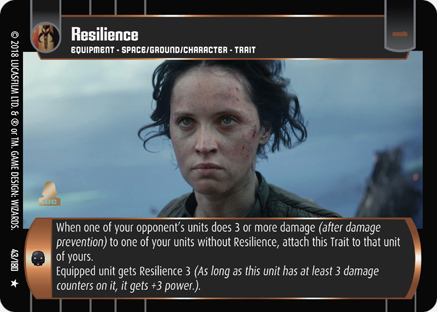 Resilience
EQUIPMENT - SPACE/GROUND/CHARACTER - TRAIT
When one of your opponent's units does 3 or more damage (after damage
prevention) to one of your units without Resilience, attach this Trait to that unit
of yours.
Equipped unit gets Resilience 3 (As long as this unit has at least 3 damage
counters on it, it gets +3 power.).
© 2018 LUCASFILM LTD. & ® or TM. GAME DESIGN: WIZARDS.